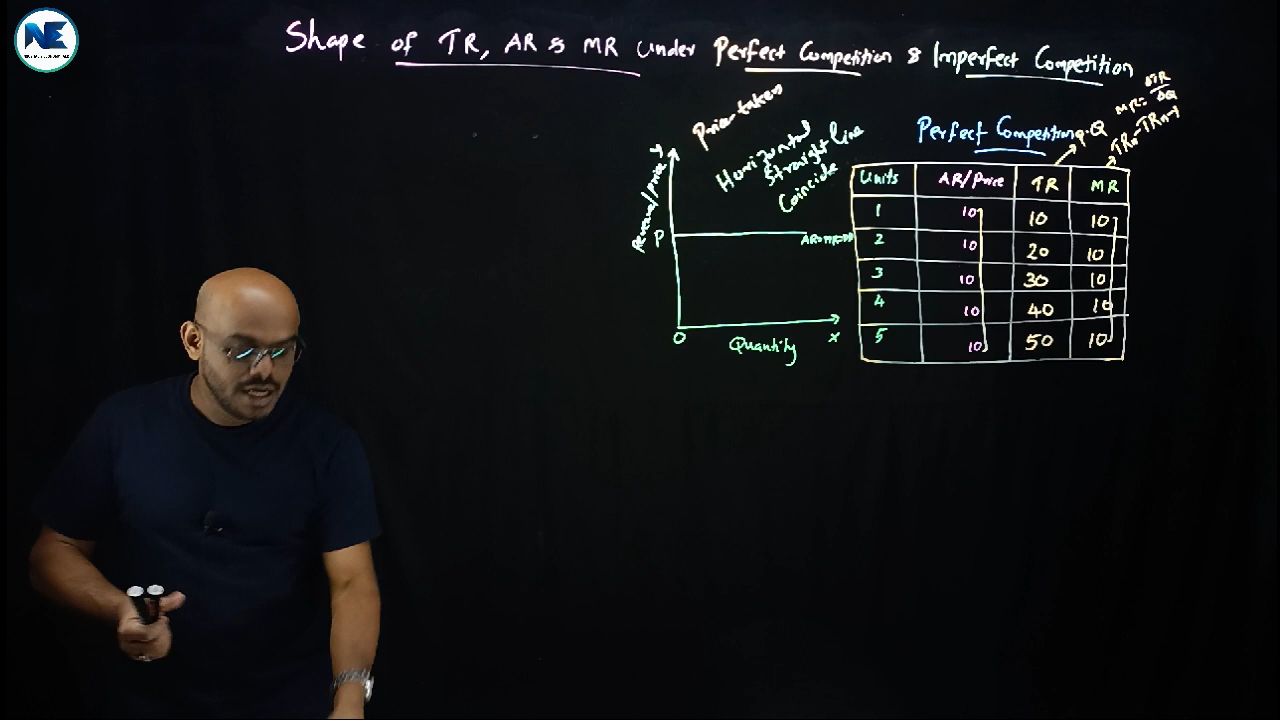 NE
Shape of TR, AR & MR under Perfect Competition & Imperfect Competition
Price takers
Horizontal
Straight line
Coincide
Perfect Competition
P.Q
MR = ΔTR/ΔQ
TRn-TRn-1
Y
Revenue/price
P
AR=MR=
O
Quantity
X
Units AR/Price TR MR
1 10 10 10
2 10 20 10
3 10 30 10
4 10 40 10
5 10 50 10